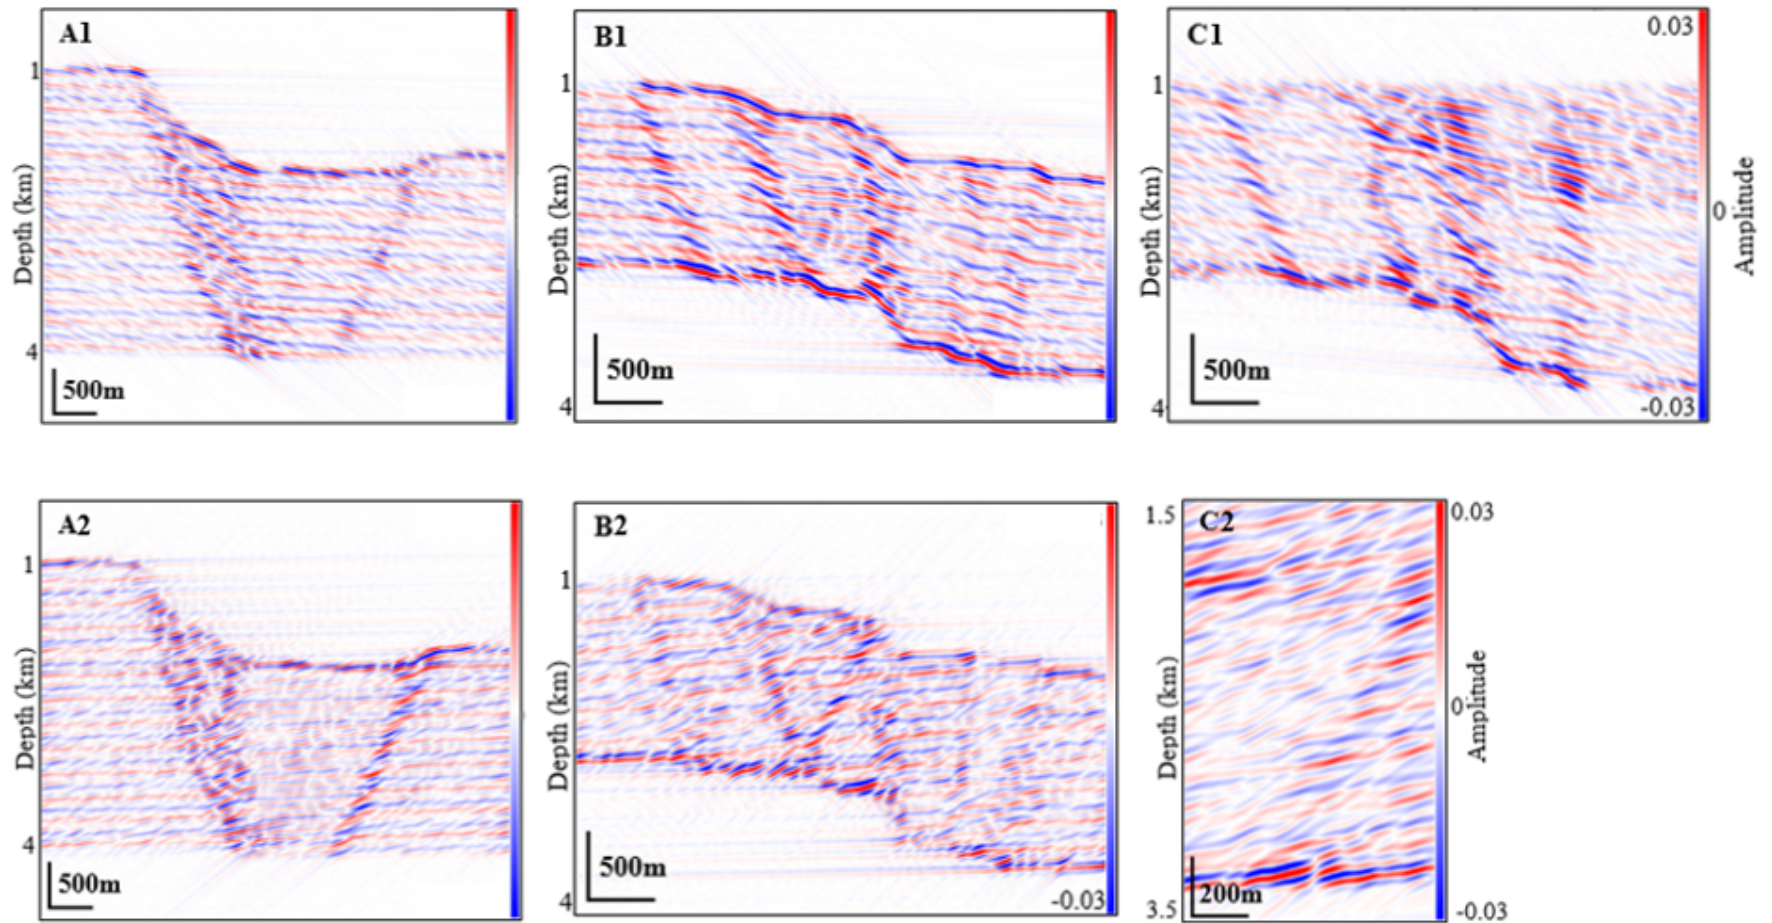 A1
1
Depth (km)
4
500m
B1
1
Depth (km)
4
500m
C1
0.03
1
Depth (km)
0
Amplitude
500m
4
-0.03
A2
1
Depth (km)
4
500m
B2
1
Depth (km)
500m
4
-0.03
1.5
C2
0.03
Depth (km)
0
Amplitude
200m
3.5
-0.03